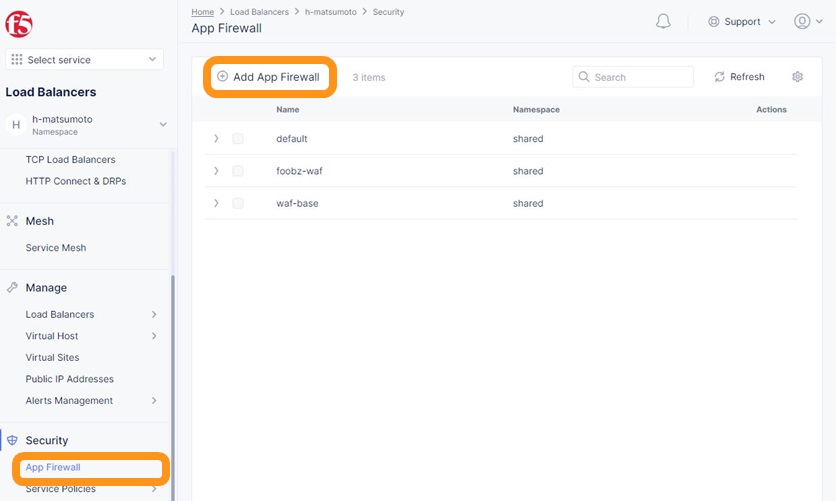 f5
Select service
Load Balancers
H
h-matsumoto
Namespace
TCP Load Balancers
HTTP Connect & DRPs
Mesh
Service Mesh
Manage
Load Balancers
Virtual Host
Virtual Sites
Public IP Addresses
Alerts Management
Security
App Firewall
Service Policies
Home > Load Balancers > h-matsumoto > Security
App Firewall
Support
Add App Firewall
3 items
Search
Refresh
Name Namespace Actions
default shared
foobz-waf shared
waf-base shared